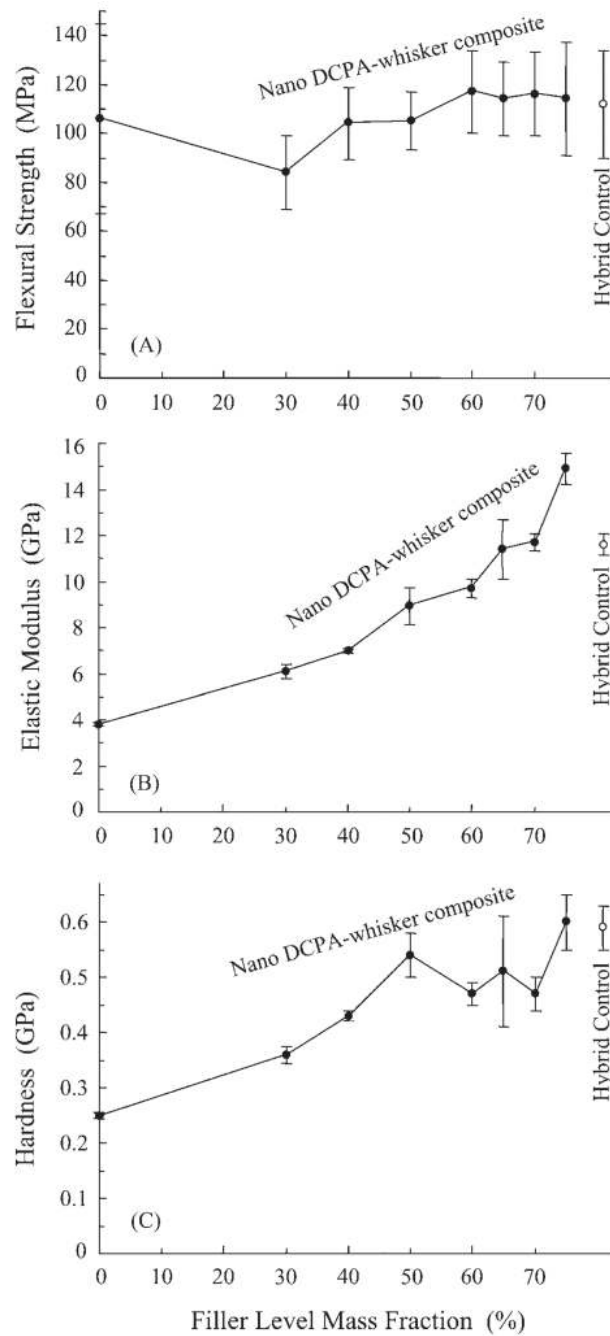 140
120
100
80
60
40
20
0
Flexural Strength (MPa)
Nano DCPA-whisker composite
Hybrid Control
(A)
0 10 20 30 40 50 60 70
16
14
12
10
8
6
4
2
0
Elastic Modulus (GPa)
Nano DCPA-whisker composite
Hybrid Control
(B)
0 10 20 30 40 50 60 70
0.6
0.5
0.4
0.3
0.2
0.1
0
Hardness (GPa)
Nano DCPA-whisker composite
Hybrid Control
(C)
0 10 20 30 40 50 60 70
Filler Level Mass Fraction (%)